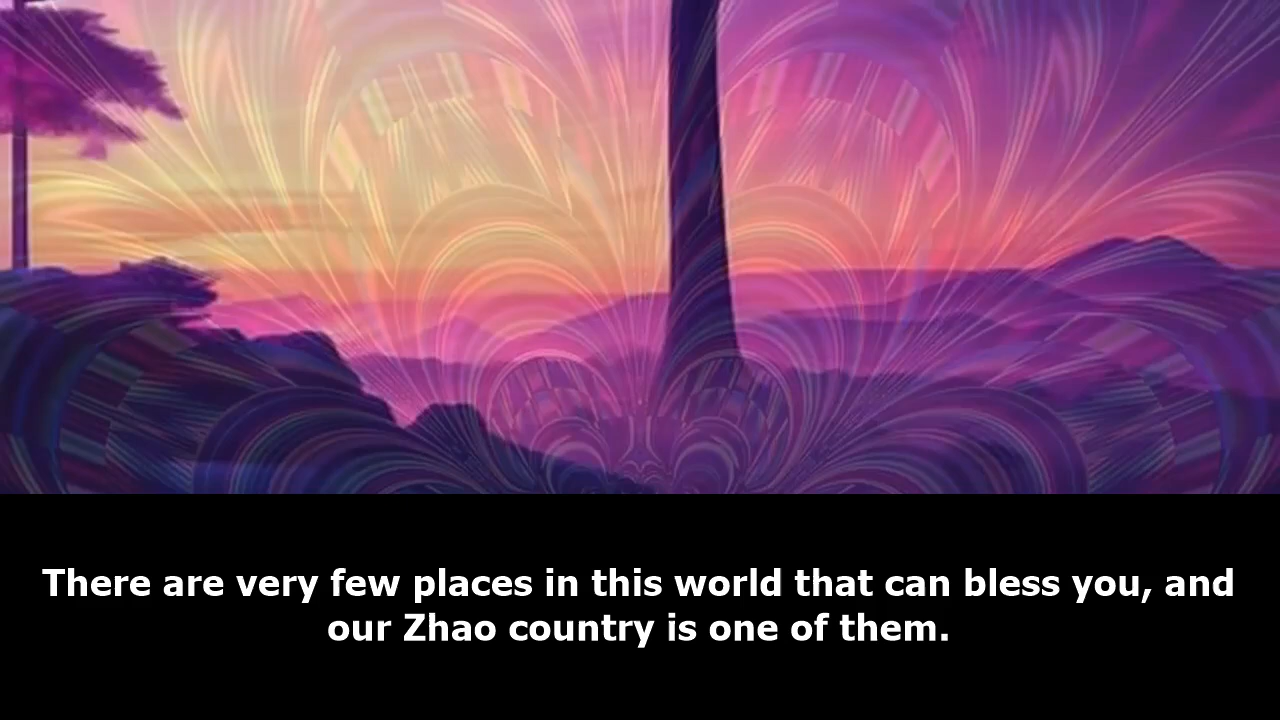 There are very few places in this world that can bless you, and
our Zhao country is one of them.